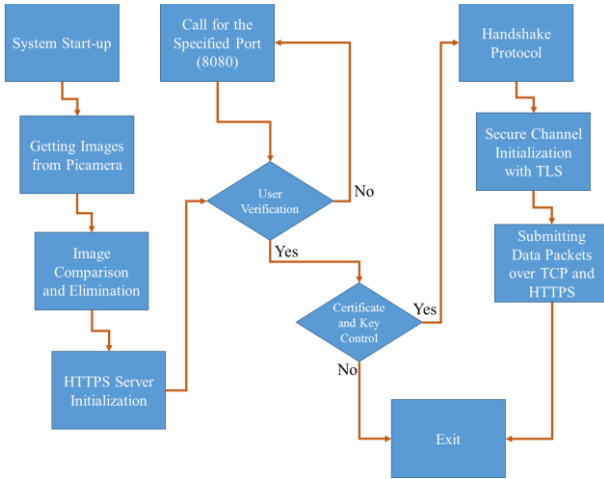 System Start-up
Getting Images
from Picamera
Image
Comparison
and Elimination
HTTPS Server
Initialization
Call for the
Specified Port
(8080)
User
Verification
No
Yes
Certificate
and Key
Control
Yes
No
Handshake
Protocol
Secure Channel
Initialization
with TLS
Submitting
Data Packets
over TCP and
HTTPS
Exit